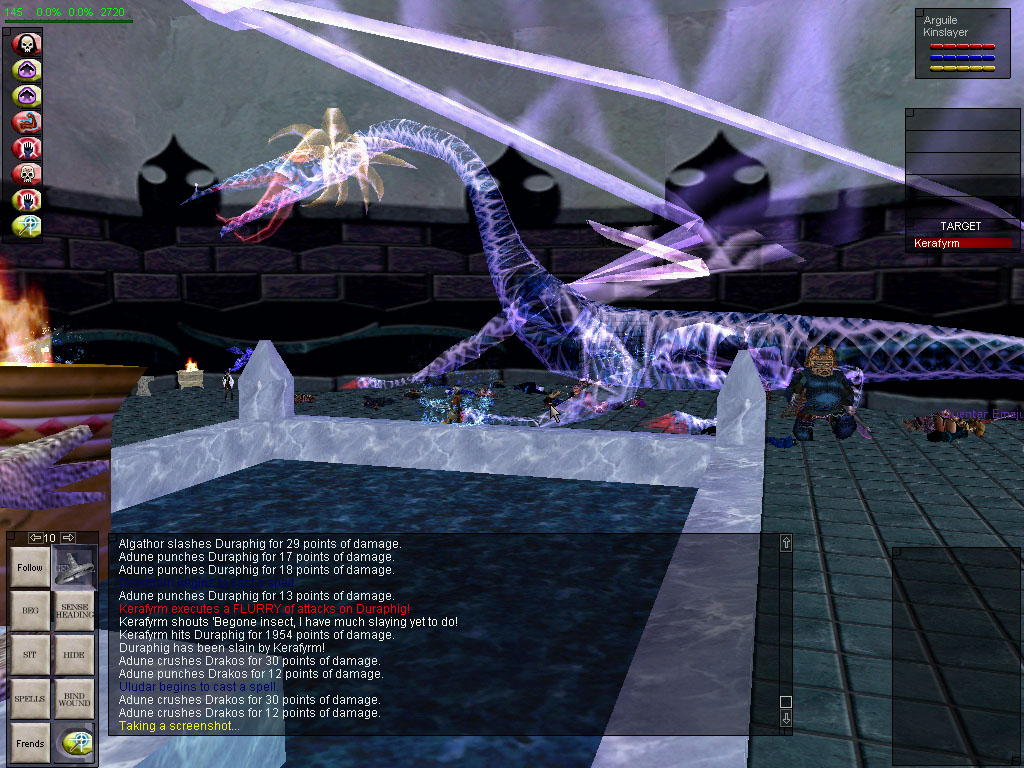 145 0.0% 0.0% 2720
Arguile
Kinslayer
TARGET
Kerafyrm
10
Follow
BEG
SENSE
HEADING
SIT
HIDE
SPELLS
BIND
WOUND
Frends
Algathor slashes Duraphig for 29 points of damage.
Adune punches Duraphig for 17 points of damage.
Adune punches Duraphig for 18 points of damage.
begins to cast a spell.
Adune punches Duraphig for 13 points of damage.
Kerafyrm executes a FLURRY of attacks on Duraphig!
Kerafyrm shouts 'Begone insect, I have much slaying yet to do!
Kerafyrm hits Duraphig for 1954 points of damage.
Duraphig has been slain by Kerafyrm!
Adune crushes Drakos for 30 points of damage.
Adune punches Drakos for 12 points of damage.
Uludar begins to cast a spell.
Adune crushes Drakos for 30 points of damage.
Adune crushes Drakos for 12 points of damage.
Taking a screenshot...